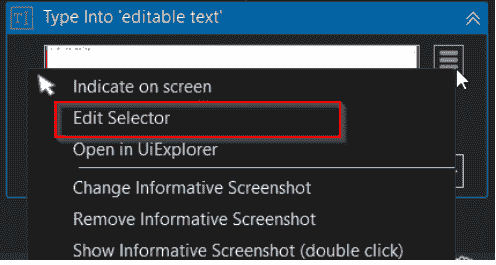 Type Into 'editable text'
Indicate on screen
Edit Selector
Open in UiExplorer
Change Informative Screenshot
Remove Informative Screenshot
Show Informative Screenshot (double click)